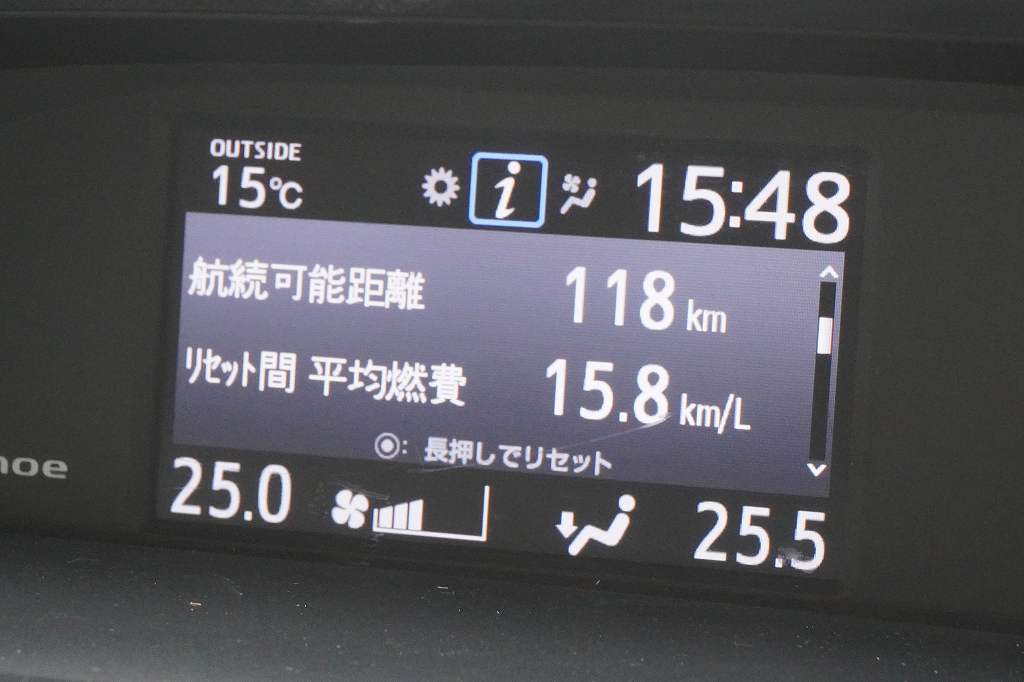 OUTSIDE
15℃
15:48
航続可能距離 118 km
リセット間 平均燃費 15.8 km/L
◉: 長押しでリセット
25.0
25.5